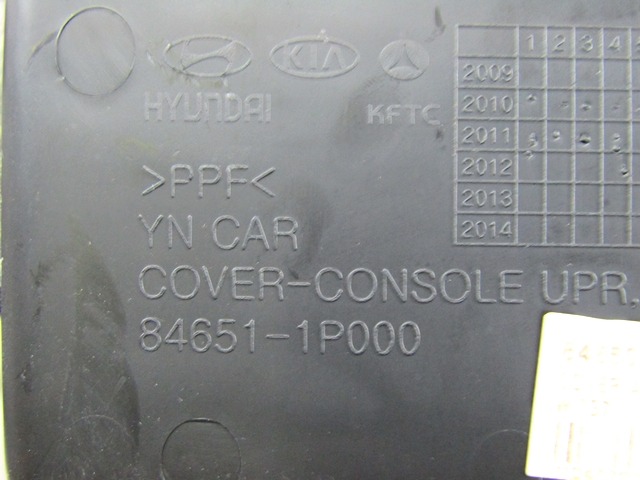 KIA
HYUNDAI KFTC
>PPF<
YN CAR
COVER-CONSOLE UPR,
84651-1P000
1 2 3 4
2009
2010
2011
2012
2013
2014